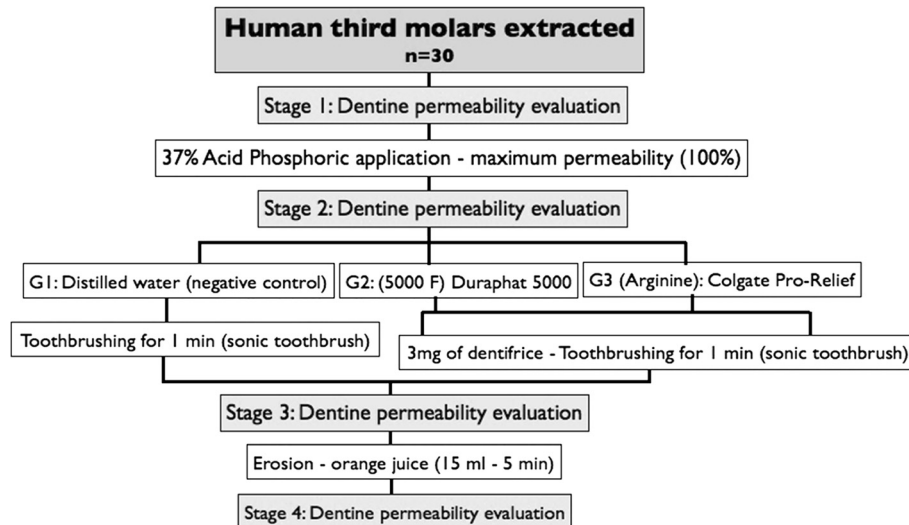 Human third molars extracted
n=30
Stage 1: Dentine permeability evaluation
37% Acid Phosphoric application - maximum permeability (100%)
Stage 2: Dentine permeability evaluation
G1: Distilled water (negative control)
G2: (5000 F) Duraphat 5000
G3 (Arginine): Colgate Pro-Relief
Toothbrushing for 1 min (sonic toothbrush)
3mg of dentifrice - Toothbrushing for 1 min (sonic toothbrush)
Stage 3: Dentine permeability evaluation
Erosion - orange juice (15 ml - 5 min)
Stage 4: Dentine permeability evaluation